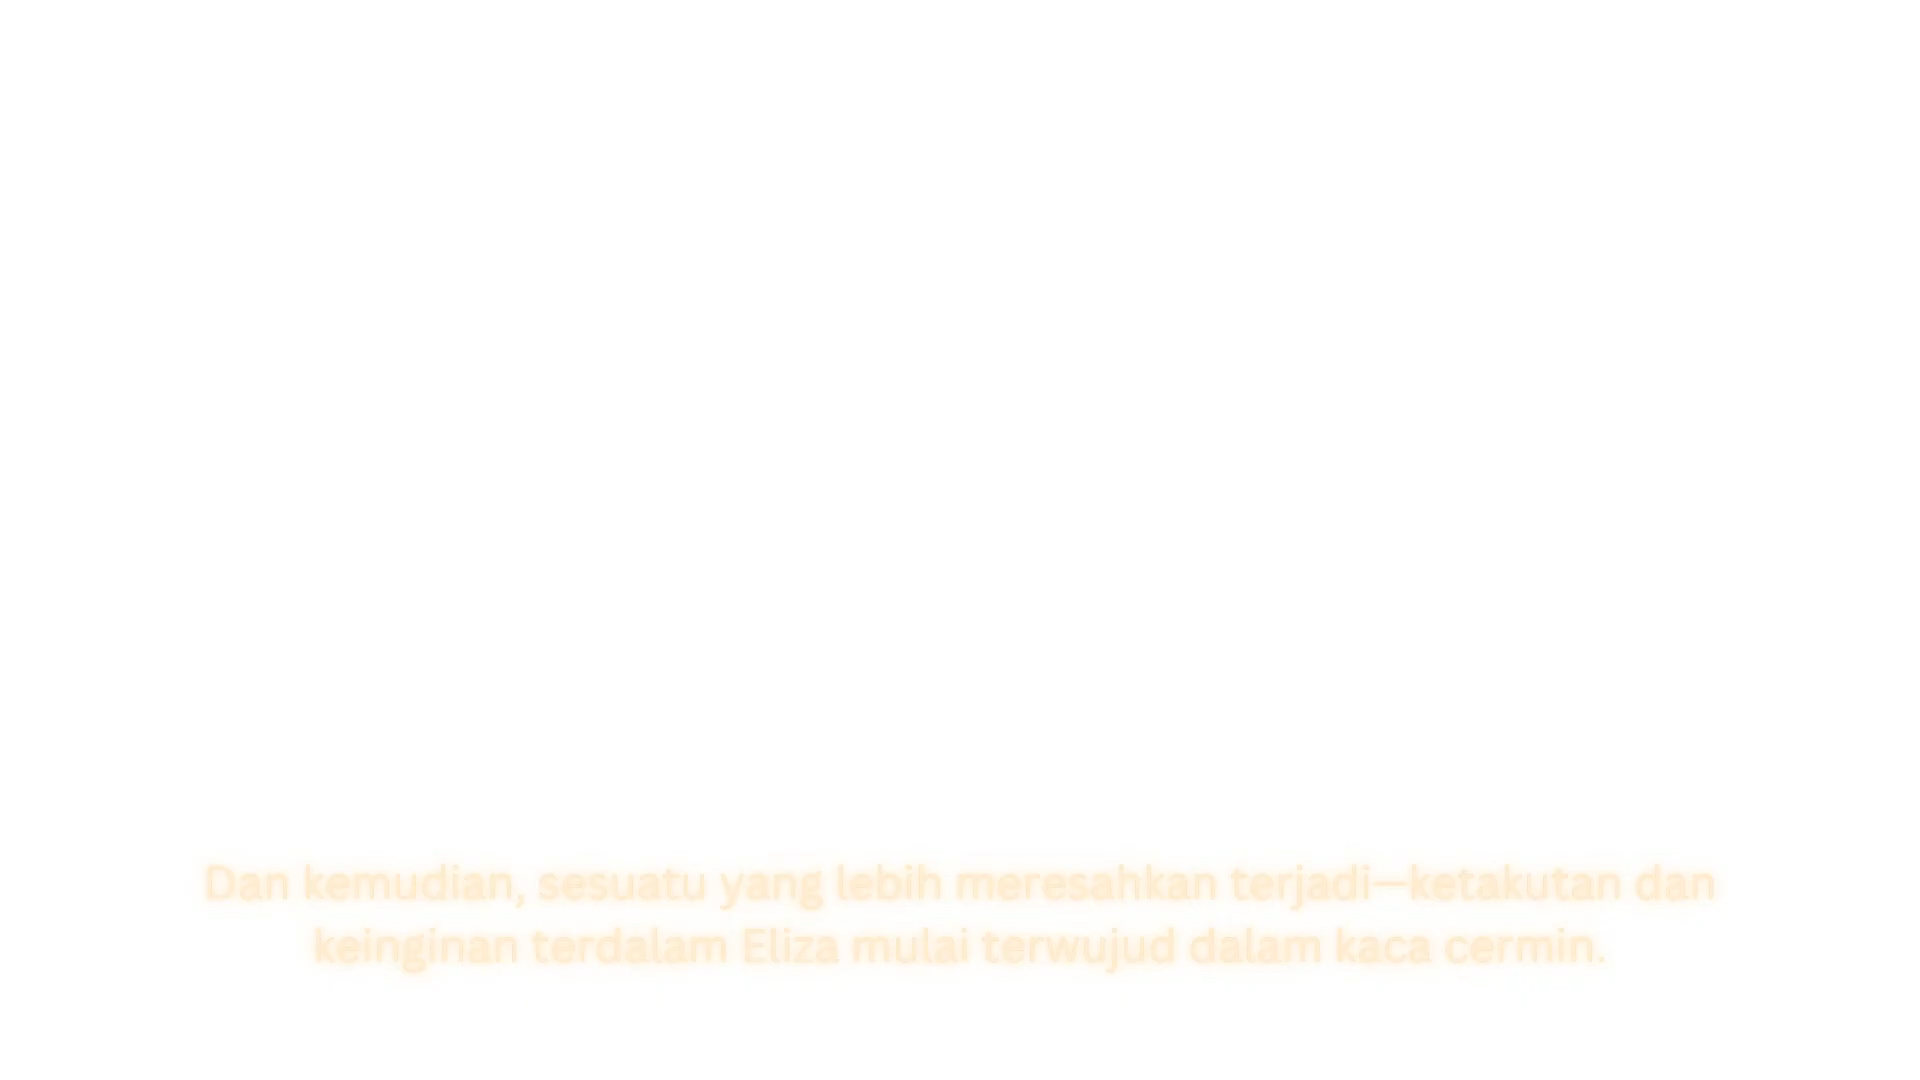 Dan kemudian, sesuatu yang lebih meresahkan terjadi—ketakutan dan
keinginan terdalam Eliza mulai terwujud dalam kaca cermin.